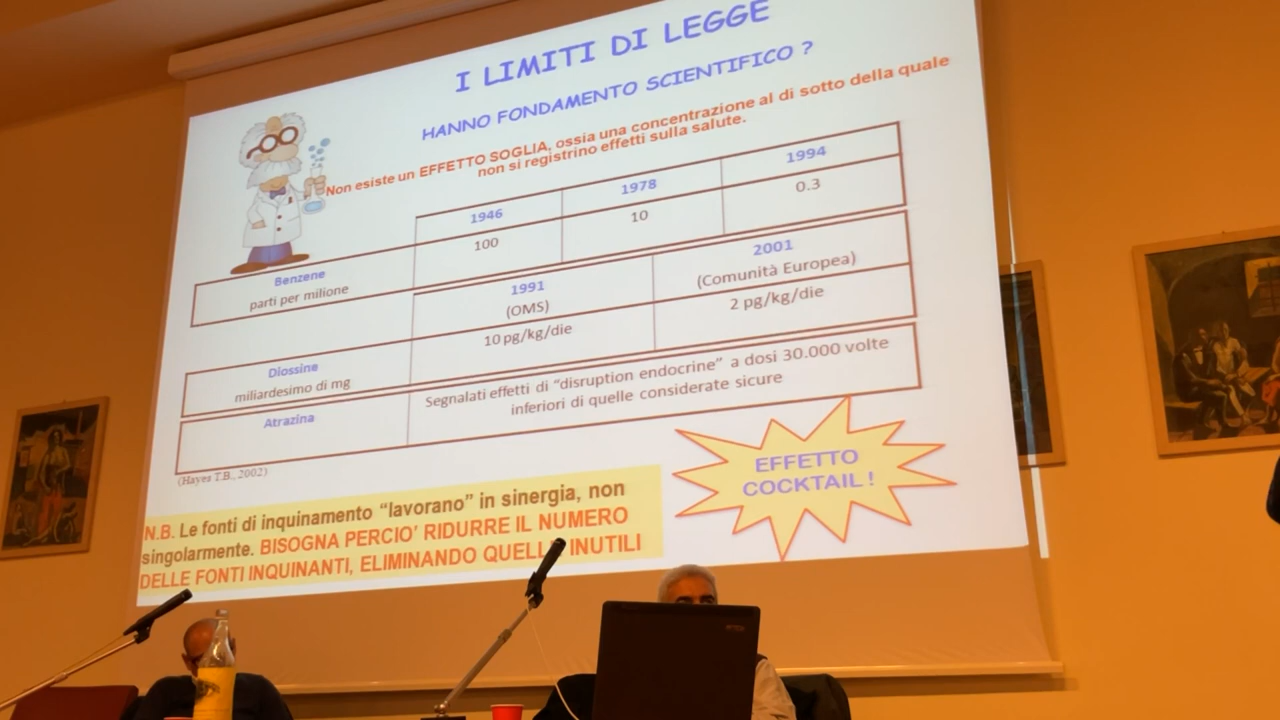 I LIMITI DI LEGGE
HANNO FONDAMENTO SCIENTIFICO ?
Non esiste un EFFETTO SOGLIA, ossia una concentrazione al di sotto della quale
non si registrino effetti sulla salute.
1946 1978 1994
Benzene
parti per milione
100 10 0.3
1991
(OMS)
2001
(Comunità Europea)
Diossine
miliardesimo di mg
10 pg/kg/die 2 pg/kg/die
Atrazina
Segnalati effetti di “disruption endocrine” a dosi 30.000 volte
inferiori di quelle considerate sicure
(Hayes T.B., 2002)
EFFETTO
COCKTAIL !
N.B. Le fonti di inquinamento “lavorano” in sinergia, non
singolarmente. BISOGNA PERCIO’ RIDURRE IL NUMERO
DELLE FONTI INQUINANTI, ELIMINANDO INUTILI